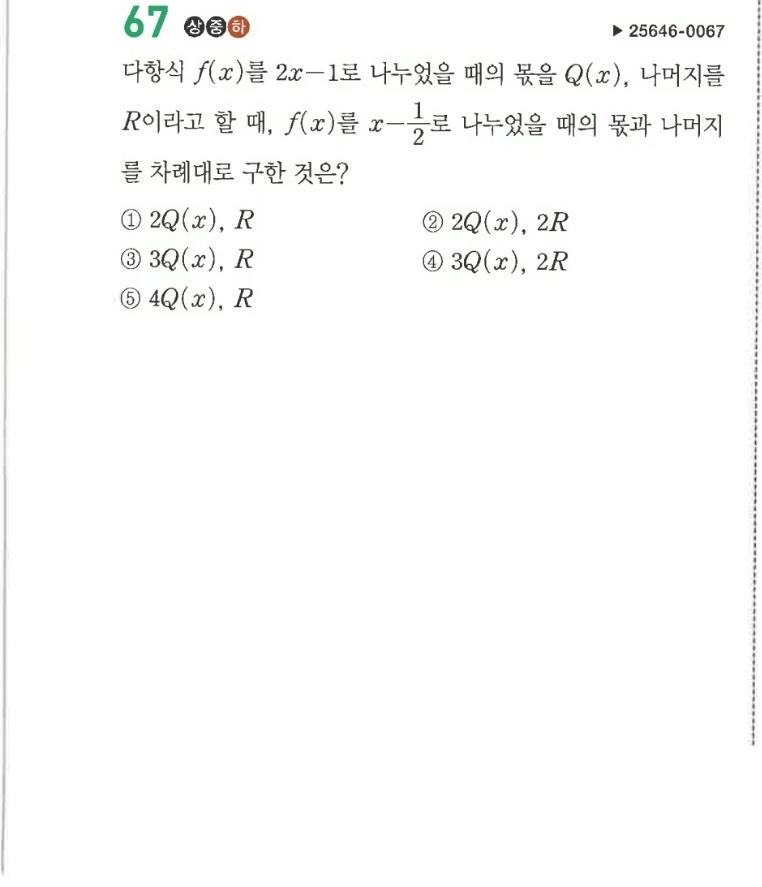 67 상 중 하 ▶ 25646-0067
다항식 f(x)를 2x−1로 나누었을 때의 몫을 Q(x), 나머지를
R이라고 할 때, f(x)를 x−1/2로 나누었을 때의 몫과 나머지
를 차례대로 구한 것은?
① 2Q(x), R ② 2Q(x), 2R
③ 3Q(x), R ④ 3Q(x), 2R
⑤ 4Q(x), R